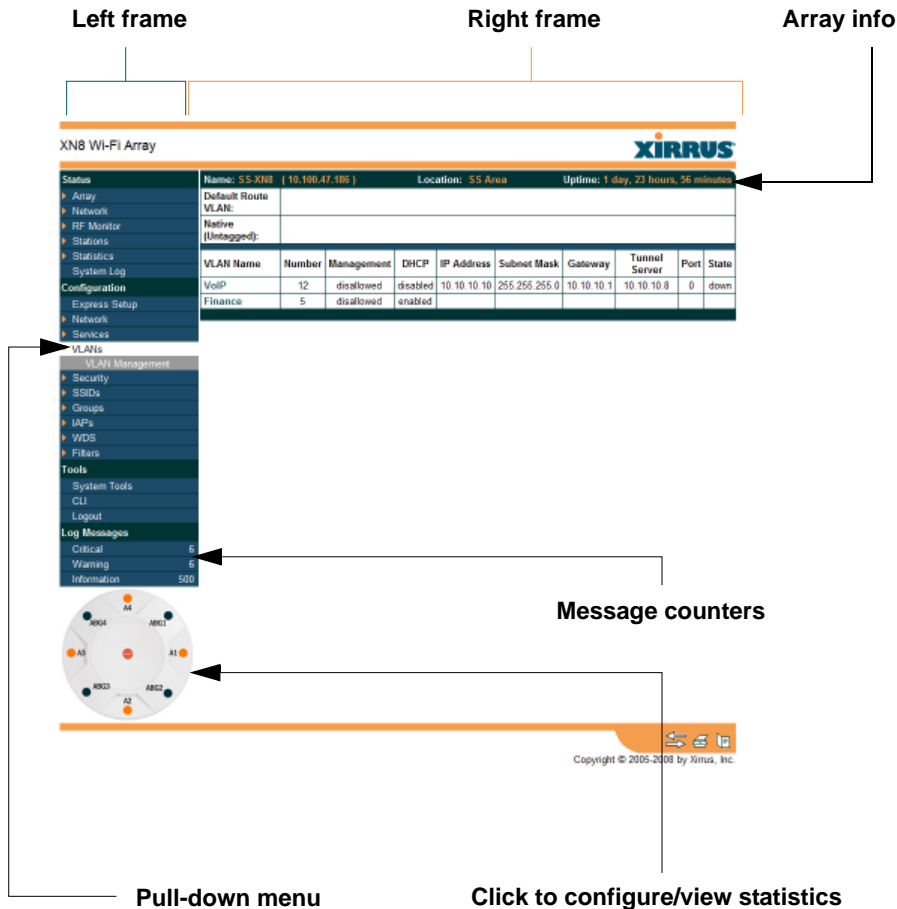 Left frame
Right frame
Array info
XN8 Wi-Fi Array
XIRRUS
Name: SS-XN8 ( 10.100.47.186 ) Location: SS Area Uptime: 1 day, 23 hours, 56 minutes
Status
Array
Network
RF Monitor
Stations
Statistics
System Log
Configuration
Express Setup
Network
Services
VLANs
VLAN Management
Security
SSIDs
Groups
IAPs
WDS
Filters
Tools
System Tools
CLI
Logout
Log Messages
Critical 6
Warning 6
Information 500
Default Route VLAN:
Native (Untagged):
VLAN Name Number Management DHCP IP Address Subnet Mask Gateway Tunnel Server Port State
VoIP 12 disallowed disabled 10.10.10.10 255.255.255.0 10.10.10.1 10.10.10.8 0 down
Finance 5 disallowed enabled
Message counters
A4
ABG4
ABG1
A3
A1
ABG3
ABG2
A2
Copyright © 2005-2008 by Xirrus, Inc.
Pull-down menu
Click to configure/view statistics